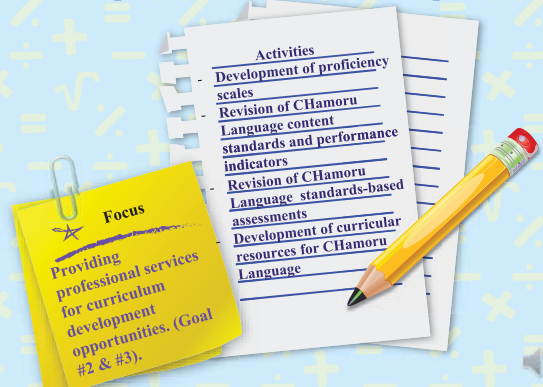 Activities
- Development of proficiency
scales
- Revision of CHamoru
Language content
standards and performance
indicators
- Revision of CHamoru
Language standards-based
assessments
- Development of curricular
resources for CHamoru
Language
Focus
Providing
professional services
for curriculum
development
opportunities. (Goal
#2 & #3).